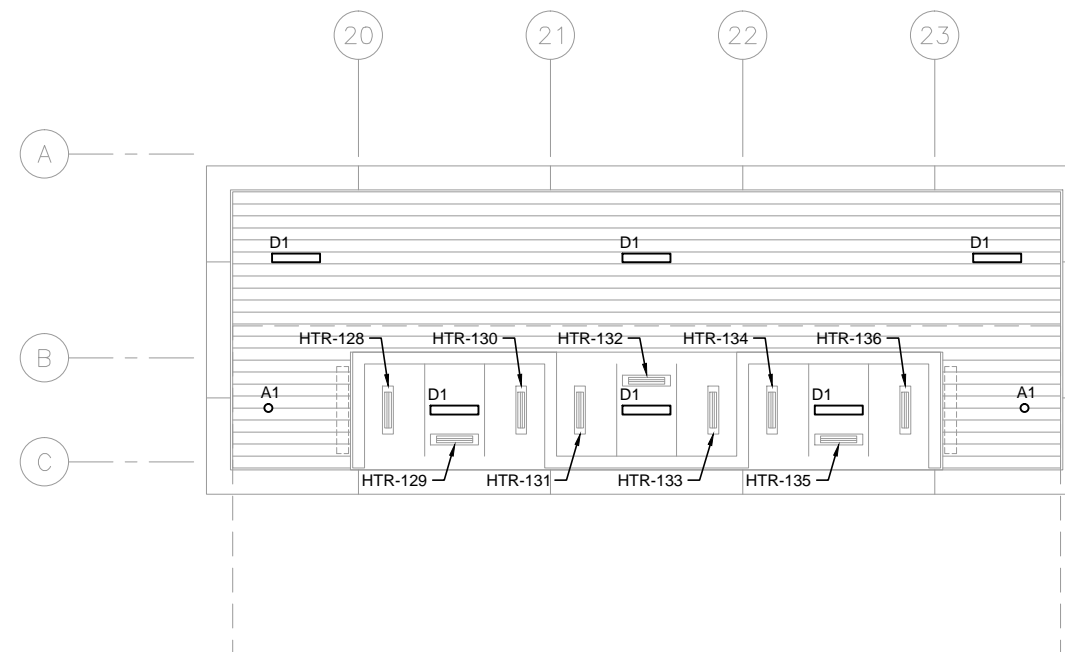 20 21 22 23
A
D1 D1 D1
HTR-128 HTR-130 HTR-132 HTR-134 HTR-136
B
A1 D1 D1 D1 A1
C
HTR-129 HTR-131 HTR-133 HTR-135